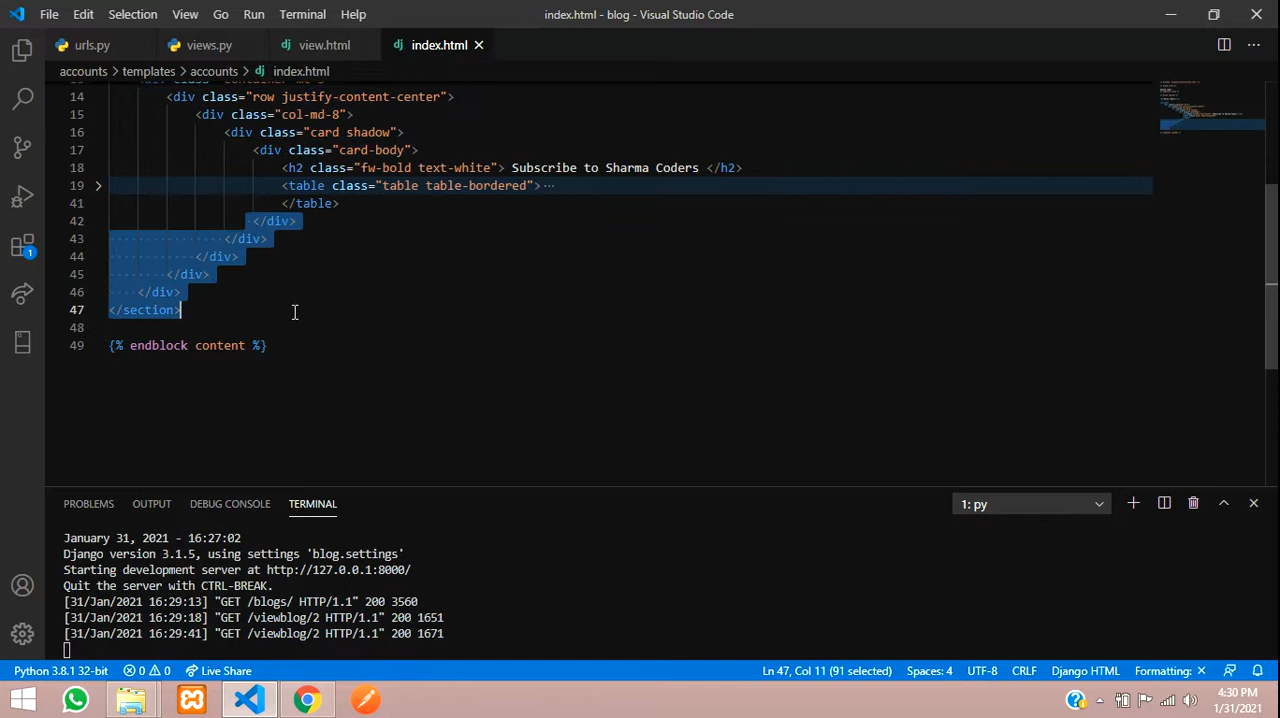 File Edit Selection View Go Run Terminal Help index.html - blog - Visual Studio Code
urls.py views.py view.html index.html
accounts > templates > accounts > index.html
14 <div class="row justify-content-center">
15 <div class="col-md-8">
16 <div class="card shadow">
17 <div class="card-body">
18 <h2 class="fw-bold text-white"> Subscribe to Sharma Coders </h2>
19 <table class="table table-bordered">…
41 </table>
42 </div>
43 </div>
44 </div>
45 </div>
46 </div>
47 </section>
48
49 {% endblock content %}
PROBLEMS OUTPUT DEBUG CONSOLE TERMINAL 1: py
January 31, 2021 - 16:27:02
Django version 3.1.5, using settings 'blog.settings'
Starting development server at http://127.0.0.1:8000/
Quit the server with CTRL-BREAK.
[31/Jan/2021 16:29:13] "GET /blogs/ HTTP/1.1" 200 3560
[31/Jan/2021 16:29:18] "GET /viewblog/2 HTTP/1.1" 200 1651
[31/Jan/2021 16:29:41] "GET /viewblog/2 HTTP/1.1" 200 1671
Python 3.8.1 32-bit 0 0 Live Share Ln 47, Col 11 (91 selected) Spaces: 4 UTF-8 CRLF Django HTML Formatting: ×
4:30 PM
1/31/2021